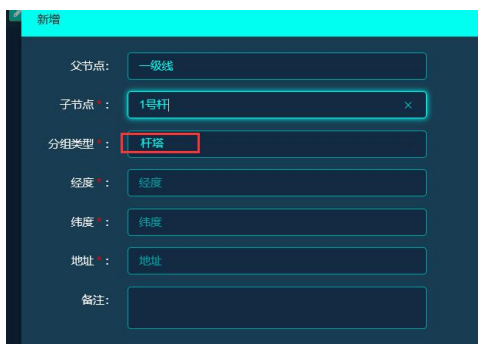 新增
父节点: 一级线
子节点*: 1号杆 ×
分组类型*: 杆塔
经度*: 经度
纬度*: 纬度
地址*: 地址
备注: